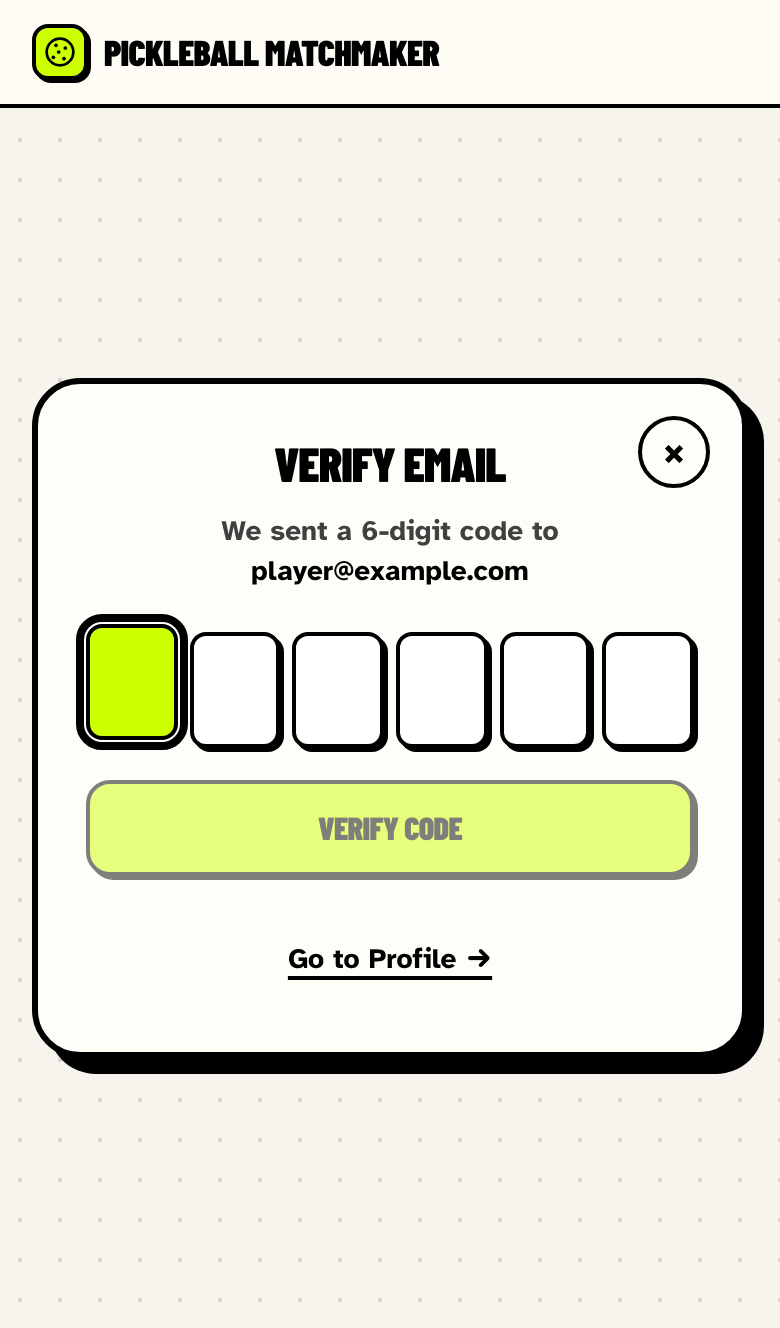 PICKLEBALL MATCHMAKER
VERIFY EMAIL
×
We sent a 6-digit code to
player@example.com
VERIFY CODE
Go to Profile →